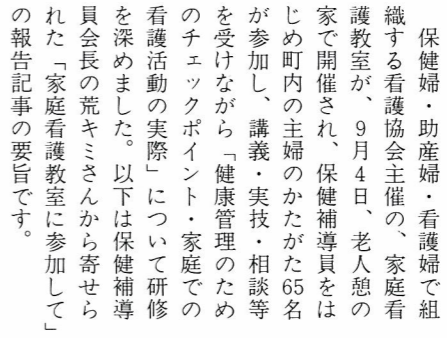 保健婦・助産婦・看護婦で組
織する看護協会主催の、家庭看
護教室が、９月４日、老人憩の
家で開催され、保健補導員をは
じめ町内の主婦のかたがた65名
が参加し、講義・実技・相談等
を受けながら「健康管理のため
のチェックポイント・家庭での
看護活動の実際」について研修
を深めました。以下は保健補導
員会長の荒キミさんから寄せら
れた「家庭看護教室に参加して」
の報告記事の要旨です。